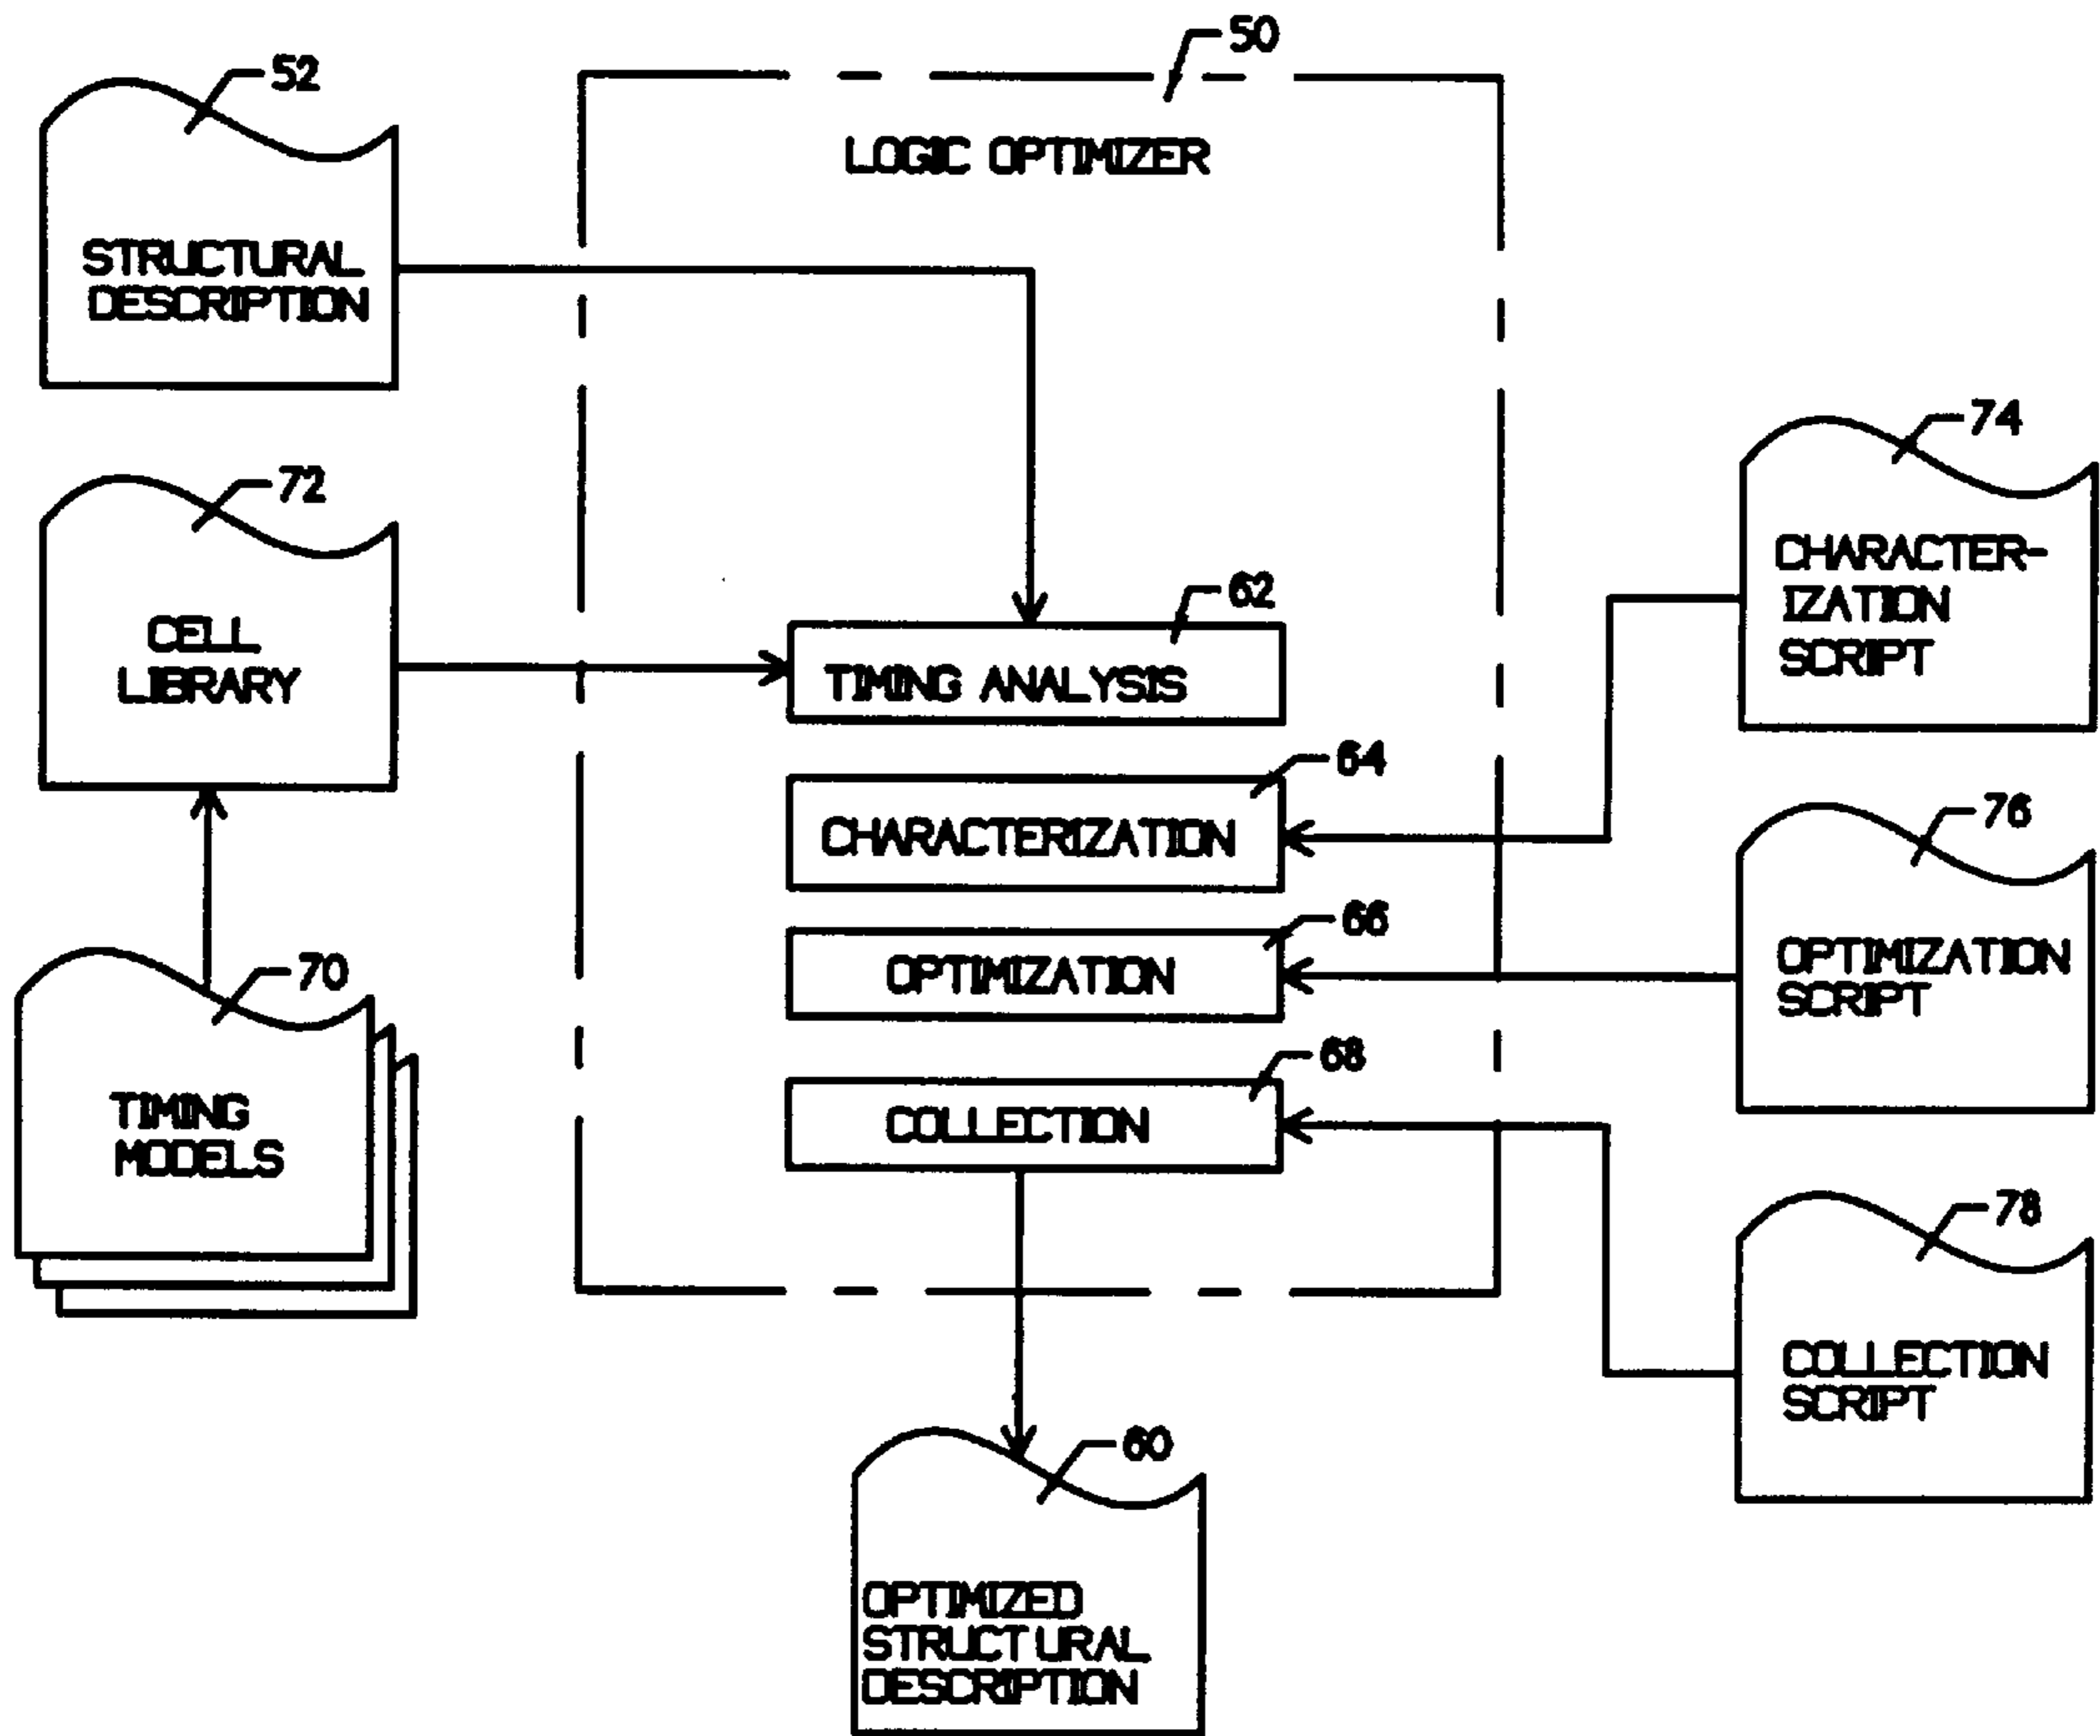 50
52
LOGIC OPTIMIZER
STRUCTURAL
DESCRIPTION
72
74
CELL
LIBRARY
CHARACTER-
IZATION
SCRIPT
62
TIMING ANALYSIS
64
CHARACTERIZATION
76
66
OPTIMIZATION
OPTIMIZATION
SCRIPT
70
TIMING
MODELS
68
COLLECTION
78
COLLECTION
SCRIPT
60
OPTIMIZED
STRUCTURAL
DESCRIPTION